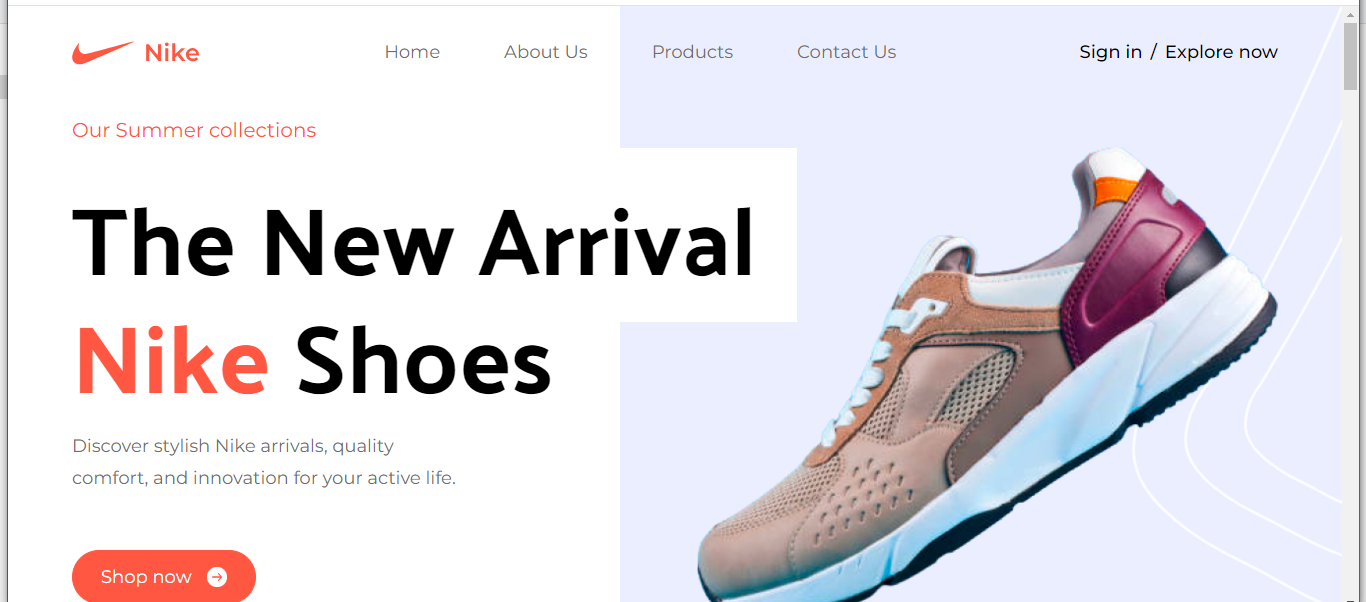 Nike
Home About Us Products Contact Us Sign in / Explore now
Our Summer collections
The New Arrival
Nike Shoes
Discover stylish Nike arrivals, quality
comfort, and innovation for your active life.
Shop now